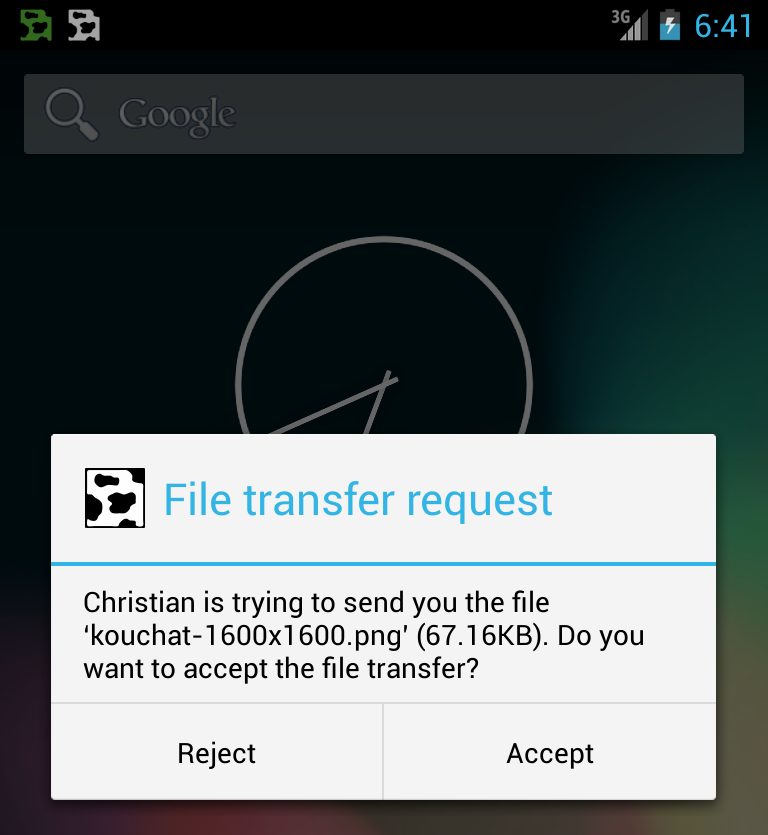 3G 6:41
Google
File transfer request
Christian is trying to send you the file
‘kouchat-1600x1600.png’ (67.16KB). Do you
want to accept the file transfer?
Reject Accept